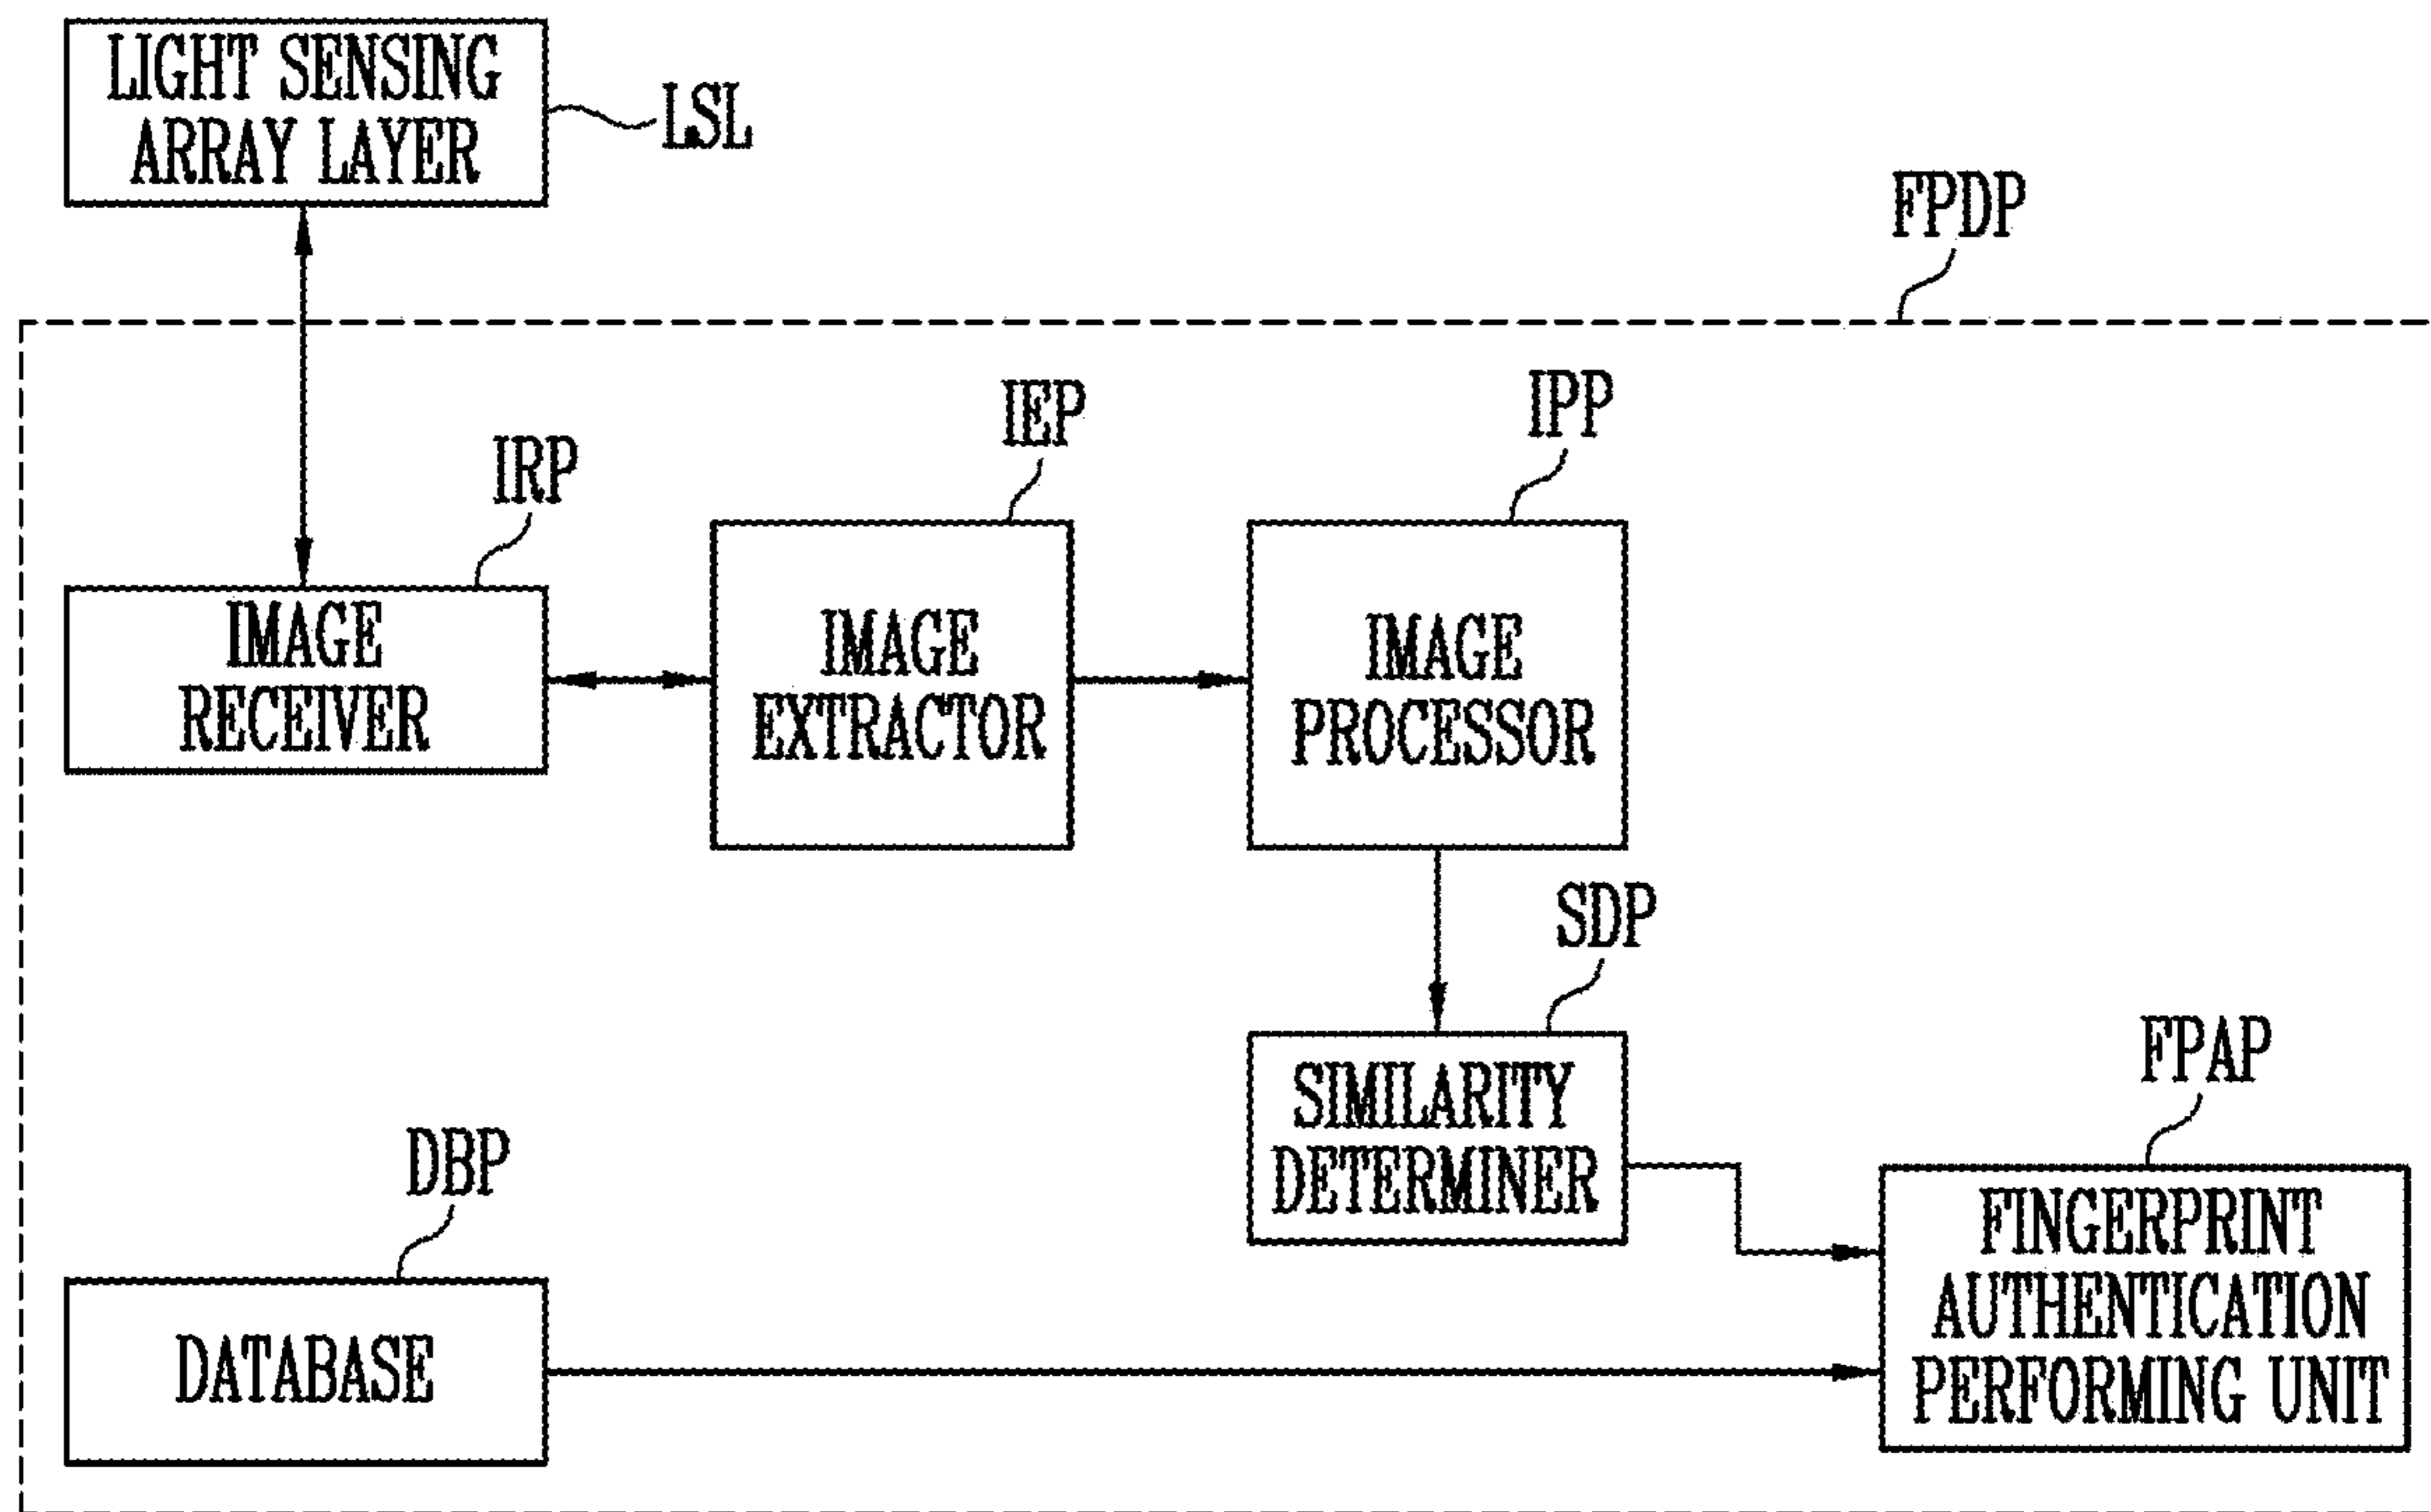 LIGHT SENSING
ARRAY LAYER
LSL
FPDP
IRP
IEP
IPP
IMAGE
RECEIVER
IMAGE
EXTRACTOR
IMAGE
PROCESSOR
SDP
SIMILARITY
DETERMINER
FPAP
FINGERPRINT
AUTHENTICATION
PERFORMING UNIT
DBP
DATABASE